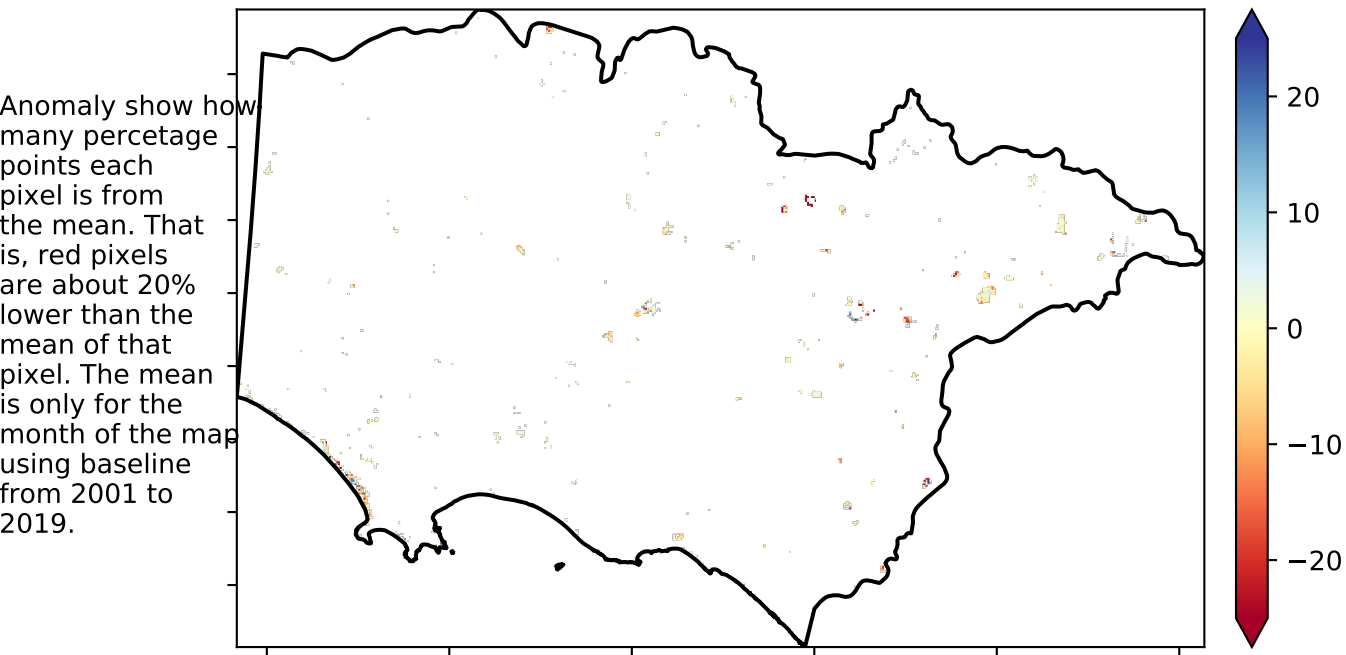 Anomaly show how
many percetage
points each
pixel is from
the mean. That
is, red pixels
are about 20%
lower than the
mean of that
pixel. The mean
is only for the
month of the map
using baseline
from 2001 to
2019.
20
10
0
−10
−20